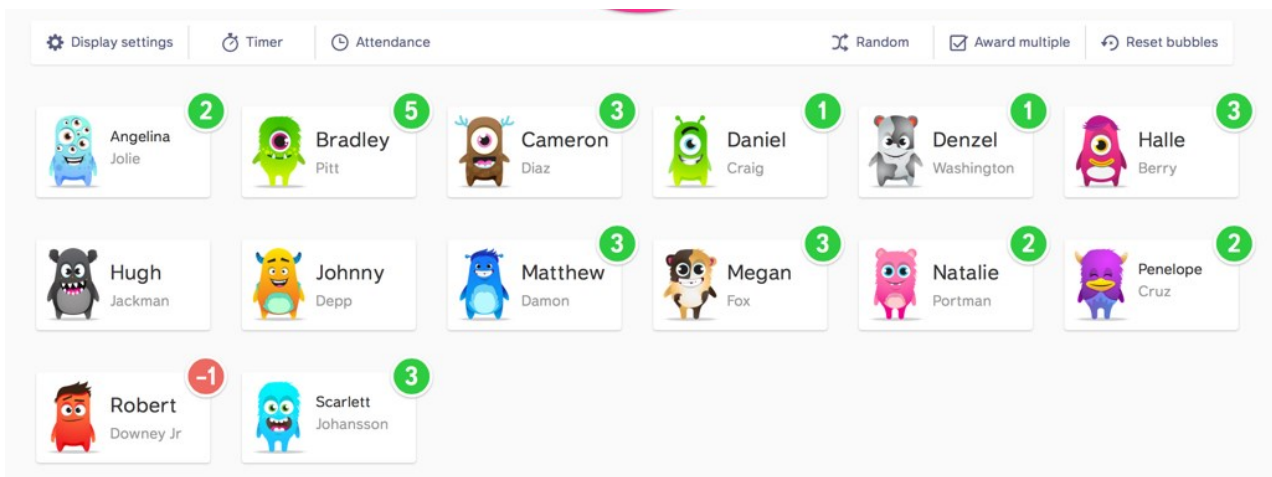 Display settings Timer Attendance Random Award multiple Reset bubbles
2 5 3 1 1 3
Angelina Bradley Cameron Daniel Denzel Halle
Jolie Pitt Diaz Craig Washington Berry
3 3 2 2
Hugh Johnny Matthew Megan Natalie Penelope
Jackman Depp Damon Fox Portman Cruz
-1 3
Robert Scarlett
Downey Jr Johansson